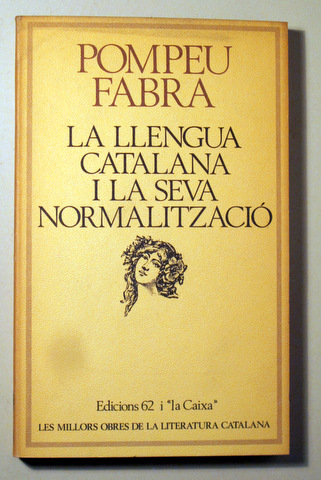 POMPEU
FABRA
LA LLENGUA
CATALANA
I LA SEVA
NORMALITZACIÓ
Edicions 62 i "la Caixa"
LES MILLORS OBRES DE LA LITERATURA CATALANA